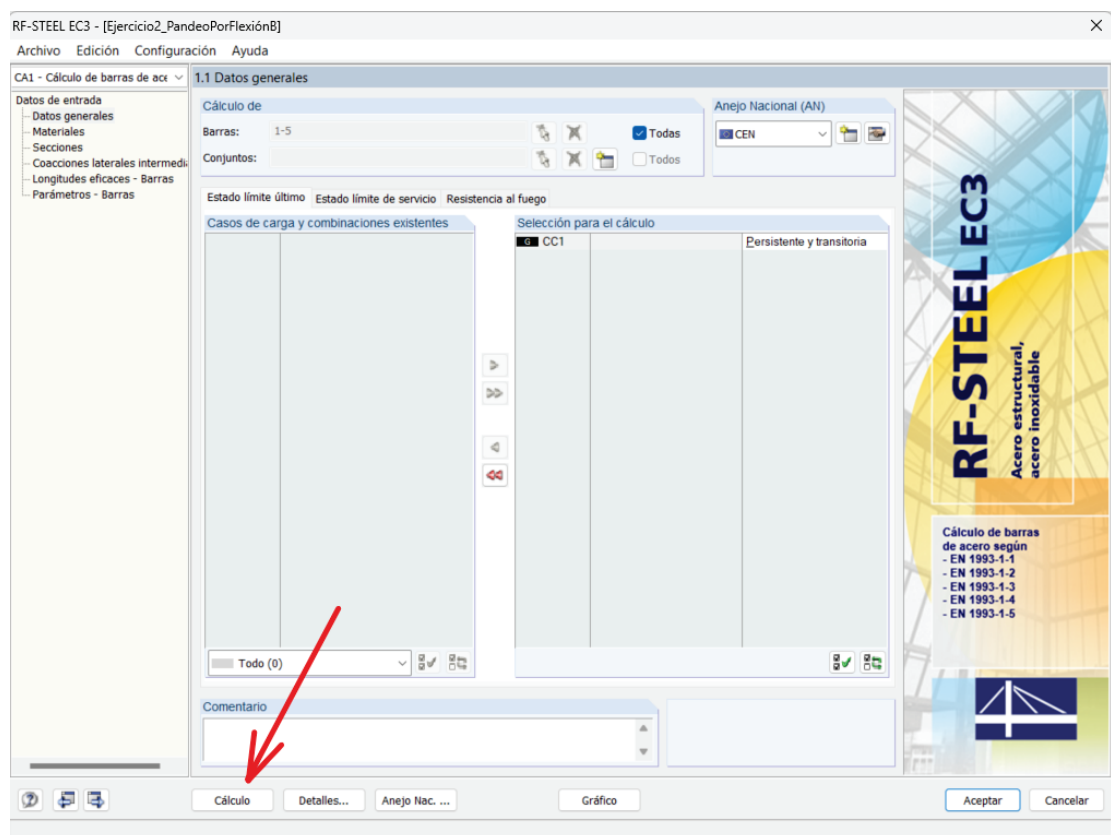 RF-STEEL EC3 - [Ejercicio2_PandeoPorFlexiónB]
Archivo Edición Configuración Ayuda
CA1 - Cálculo de barras de ace
1.1 Datos generales
Datos de entrada
Datos generales
Materiales
Secciones
Coacciones laterales intermedi
Longitudes eficaces - Barras
Parámetros - Barras
Cálculo de
Barras: 1-5 Todas
Conjuntos: Todos
Anejo Nacional (AN)
CEN
Estado límite último Estado límite de servicio Resistencia al fuego
Casos de carga y combinaciones existentes
Selección para el cálculo
G CC1 Persistente y transitoria
Todo (0)
Comentario
RF-STEEL EC3
Acero estructural,
acero inoxidable
Cálculo de barras
de acero según
- EN 1993-1-1
- EN 1993-1-2
- EN 1993-1-3
- EN 1993-1-4
- EN 1993-1-5
Cálculo Detalles... Anejo Nac. ... Gráfico Aceptar Cancelar